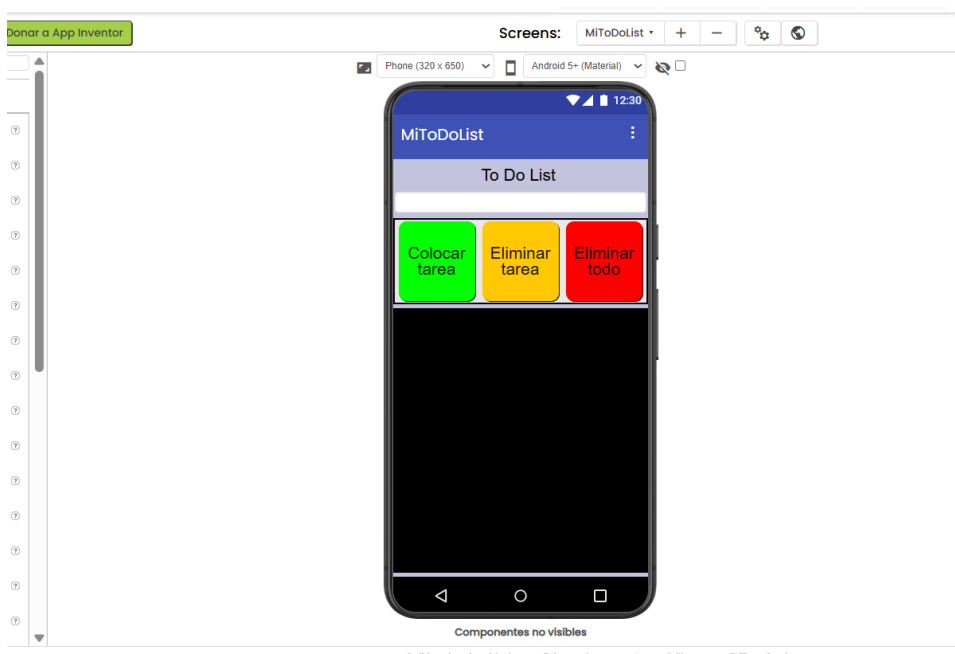 Donar a App Inventor
Screens:
MiToDoList
Phone (320 x 650)
Android 5+ (Material)
12:30
MiToDoList
To Do List
Colocar
tarea
Eliminar
tarea
Eliminar
todo
Componentes no visibles